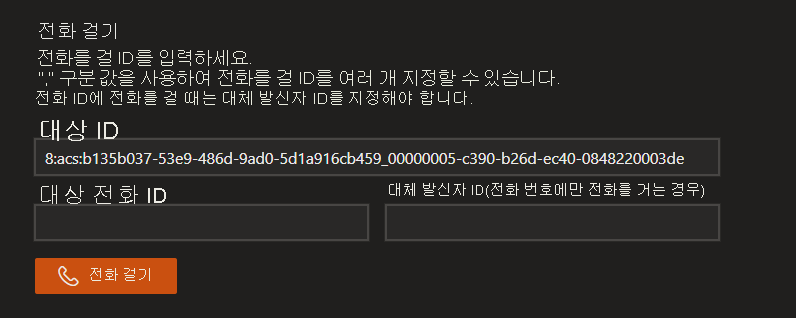 전화 걸기
전화를 걸 ID를 입력하세요.
"," 구분 값을 사용하여 전화를 걸 ID를 여러 개 지정할 수 있습니다.
전화 ID에 전화를 걸 때는 대체 발신자 ID를 지정해야 합니다.
대상 ID
8:acs:b135b037-53e9-486d-9ad0-5d1a916cb459_00000005-c390-b26d-ec40-0848220003de
대상 전화 ID
대체 발신자 ID(전화 번호에만 전화를 거는 경우)
전화 걸기